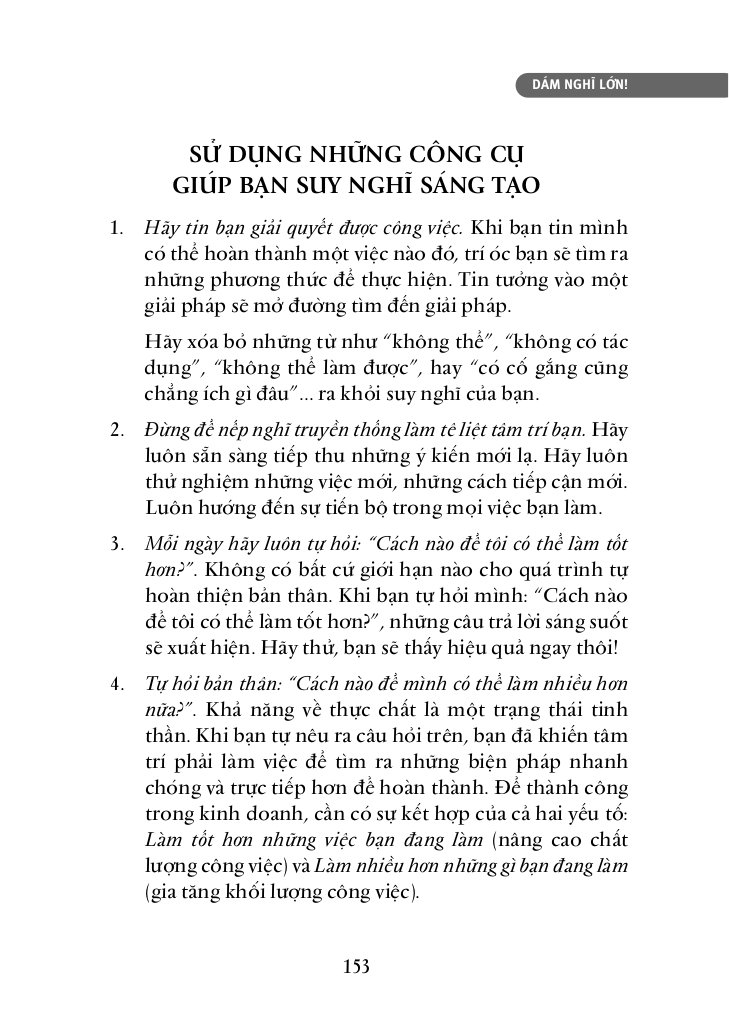 DÁM NGHĨ LỚN!
SỬ DỤNG NHỮNG CÔNG CỤ
GIÚP BẠN SUY NGHĨ SÁNG TẠO
1. Hãy tin bạn giải quyết được công việc. Khi bạn tin mình
có thể hoàn thành một việc nào đó, trí óc bạn sẽ tìm ra
những phương thức để thực hiện. Tin tưởng vào một
giải pháp sẽ mở đường tìm đến giải pháp.
Hãy xóa bỏ những từ như “không thể”, “không có tác
dụng”, “không thể làm được”, hay “có cố gắng cũng
chẳng ích gì đâu”... ra khỏi suy nghĩ của bạn.
2. Đừng để nếp nghĩ truyền thống làm tê liệt tâm trí bạn. Hãy
luôn sẵn sàng tiếp thu những ý kiến mới lạ. Hãy luôn
thử nghiệm những việc mới, những cách tiếp cận mới.
Luôn hướng đến sự tiến bộ trong mọi việc bạn làm.
3. Mỗi ngày hãy luôn tự hỏi: “Cách nào để tôi có thể làm tốt
hơn?”. Không có bất cứ giới hạn nào cho quá trình tự
hoàn thiện bản thân. Khi bạn tự hỏi mình: “Cách nào
để tôi có thể làm tốt hơn?”, những câu trả lời sáng suốt
sẽ xuất hiện. Hãy thử, bạn sẽ thấy hiệu quả ngay thôi!
4. Tự hỏi bản thân: “Cách nào để mình có thể làm nhiều hơn
nữa?”. Khả năng về thực chất là một trạng thái tinh
thần. Khi bạn tự nêu ra câu hỏi trên, bạn đã khiến tâm
trí phải làm việc để tìm ra những biện pháp nhanh
chóng và trực tiếp hơn để hoàn thành. Để thành công
trong kinh doanh, cần có sự kết hợp của cả hai yếu tố:
Làm tốt hơn những việc bạn đang làm (nâng cao chất
lượng công việc) và Làm nhiều hơn những gì bạn đang làm
(gia tăng khối lượng công việc).
153